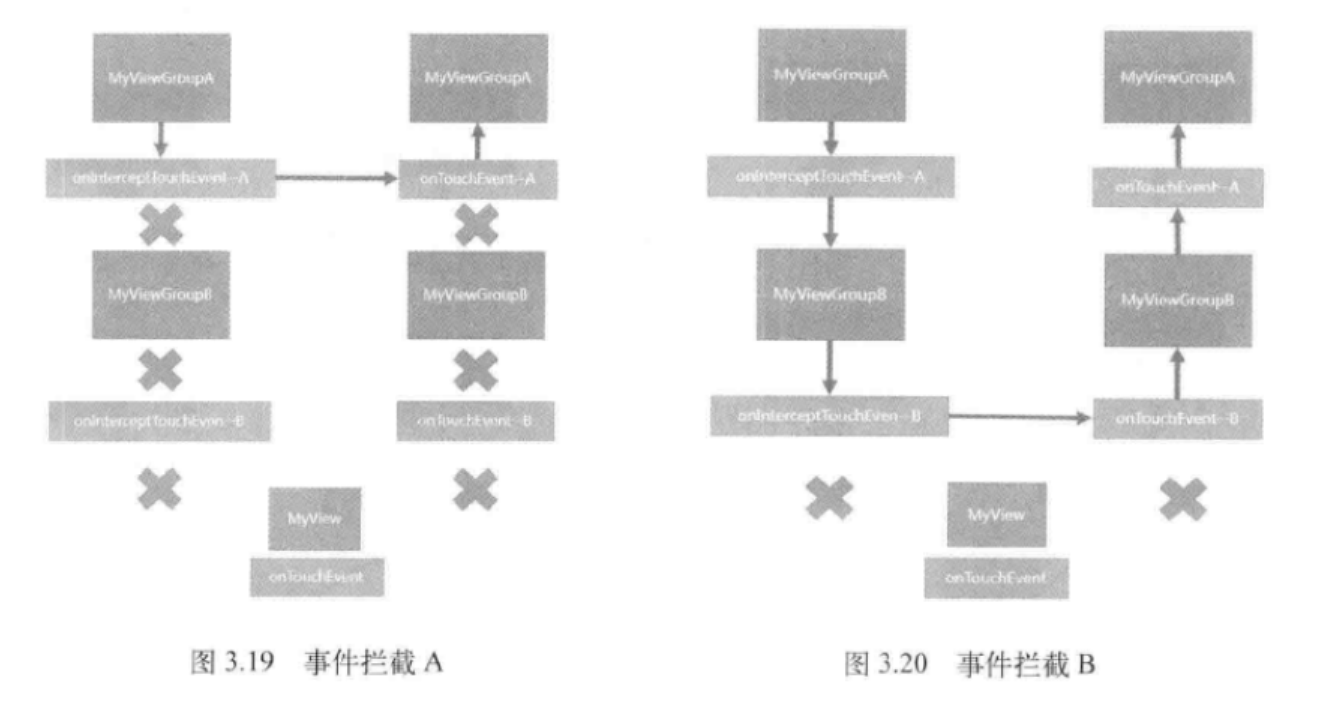 MyViewGroupA
MyViewGroupA
onInterceptTouchEvent--A
onTouchEvent--A
MyViewGroupB
MyViewGroupB
onInterceptTouchEven--B
onTouchEvent--B
MyView
onTouchEvent
图 3.19 事件拦截 A
MyViewGroupA
MyViewGroupA
onInterceptTouchEvent--A
onTouchEvent--A
MyViewGroupB
MyViewGroupB
onInterceptTouchEven--B
onTouchEvent--B
MyView
onTouchEvent
图 3.20 事件拦截 B